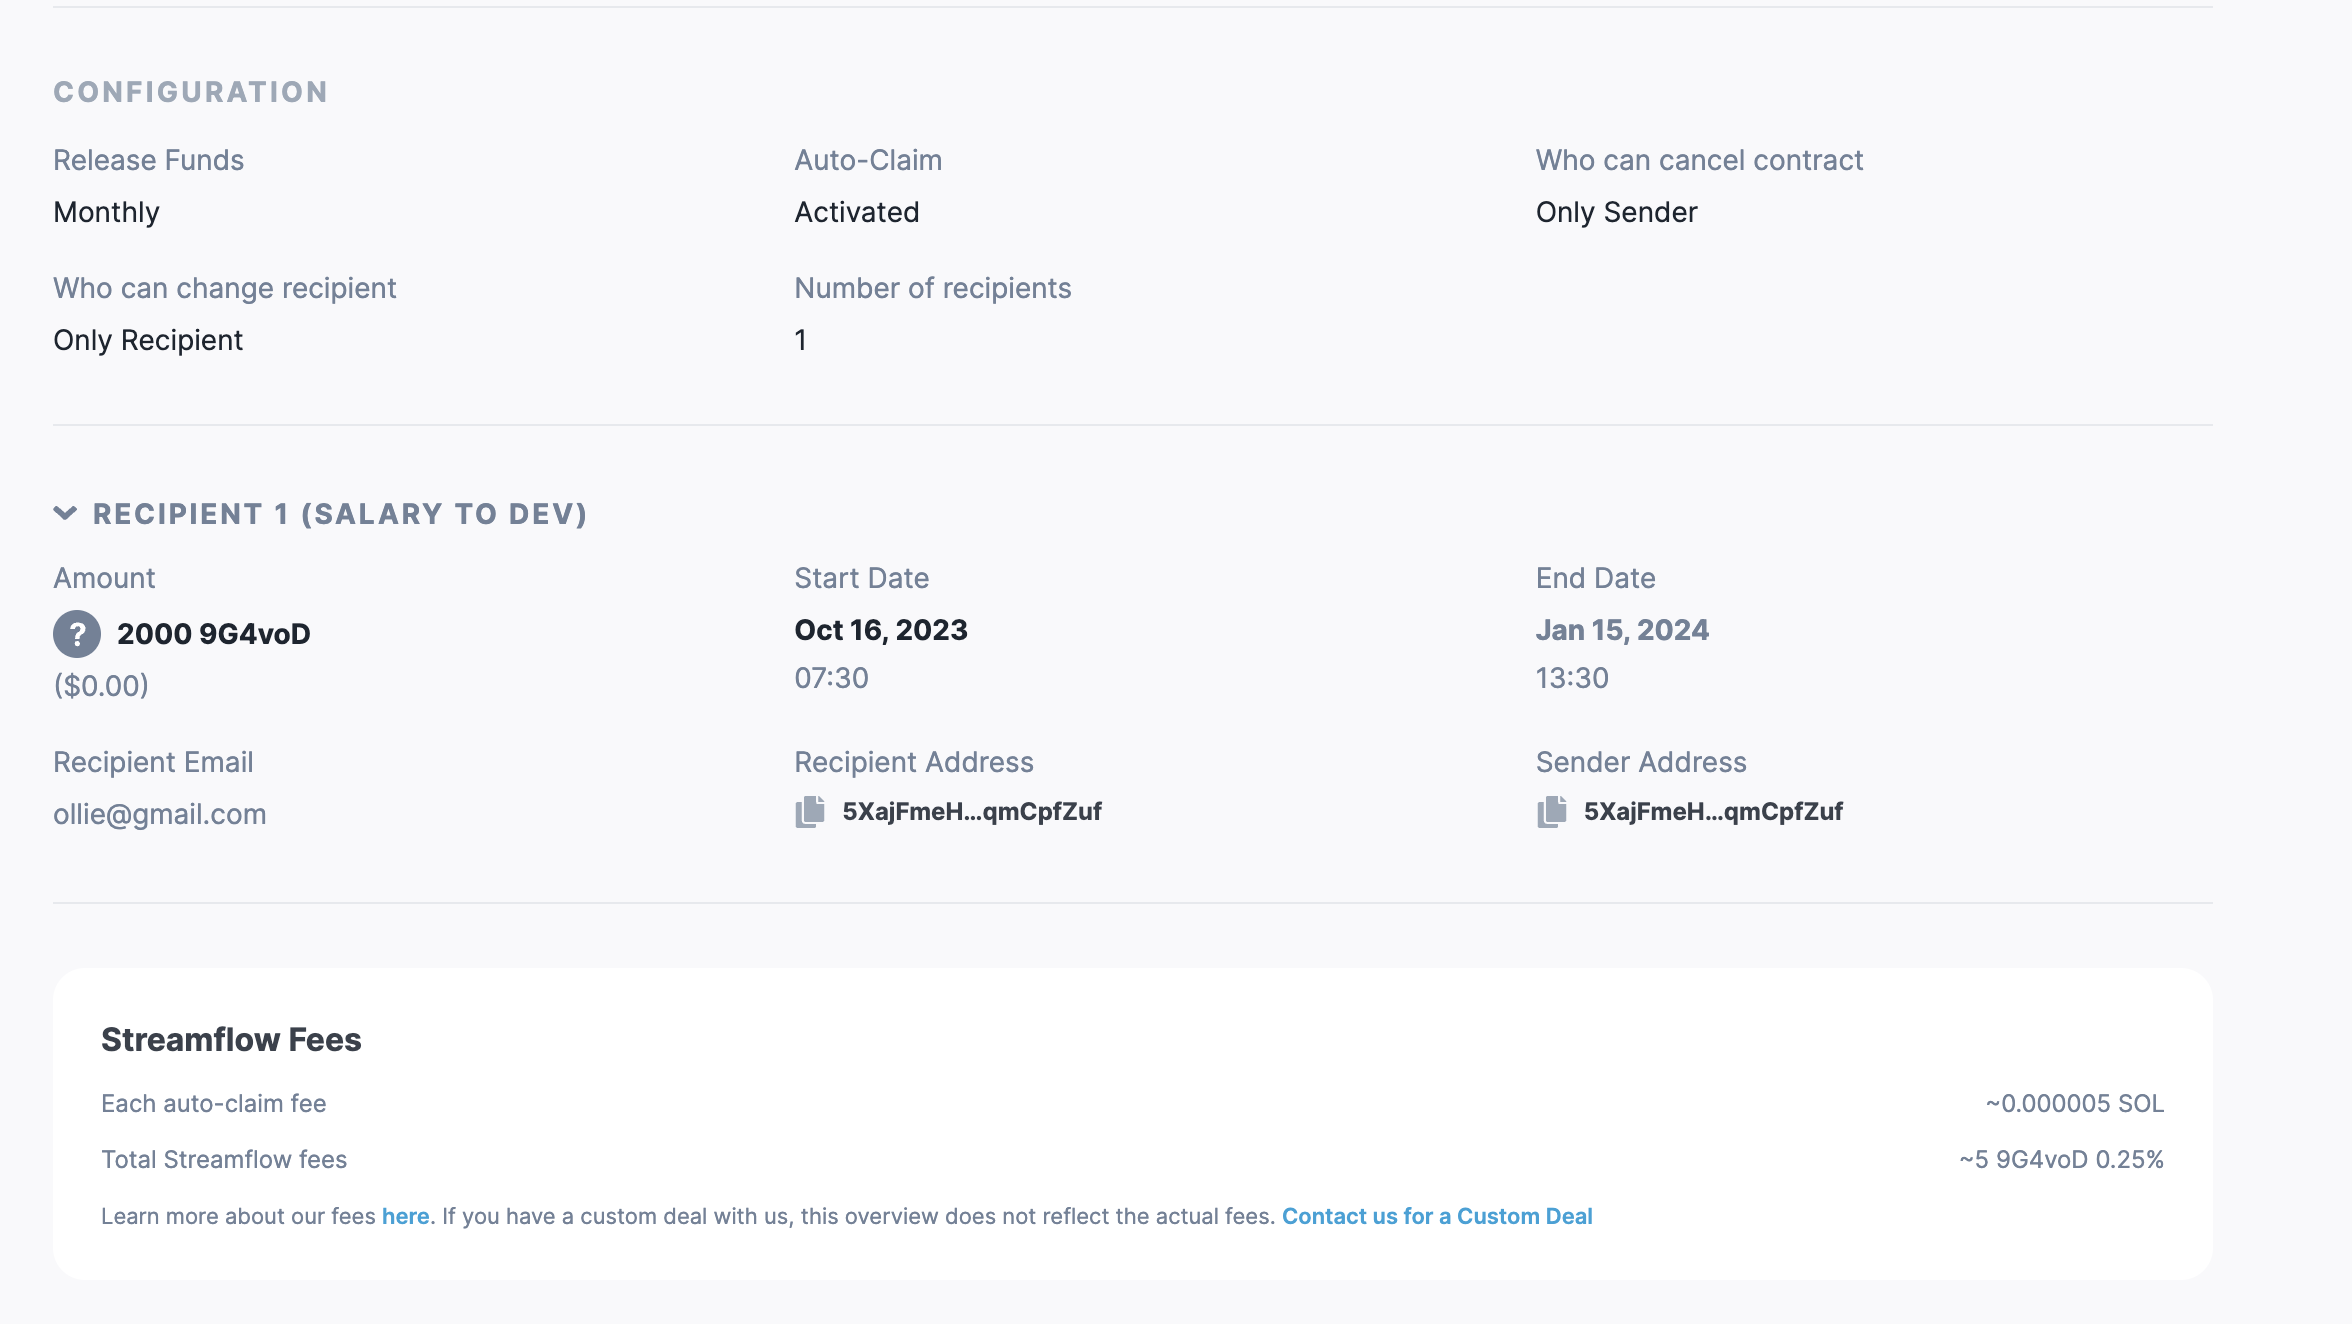 CONFIGURATION
Release Funds
Monthly
Auto-Claim
Activated
Who can cancel contract
Only Sender
Who can change recipient
Only Recipient
Number of recipients
1
RECIPIENT 1 (SALARY TO DEV)
Amount
? 2000 9G4voD
($0.00)
Start Date
Oct 16, 2023
07:30
End Date
Jan 15, 2024
13:30
Recipient Email
ollie@gmail.com
Recipient Address
5XajFmeH...qmCpfZuf
Sender Address
5XajFmeH...qmCpfZuf
Streamflow Fees
Each auto-claim fee ~0.000005 SOL
Total Streamflow fees ~5 9G4voD 0.25%
Learn more about our fees here. If you have a custom deal with us, this overview does not reflect the actual fees. Contact us for a Custom Deal